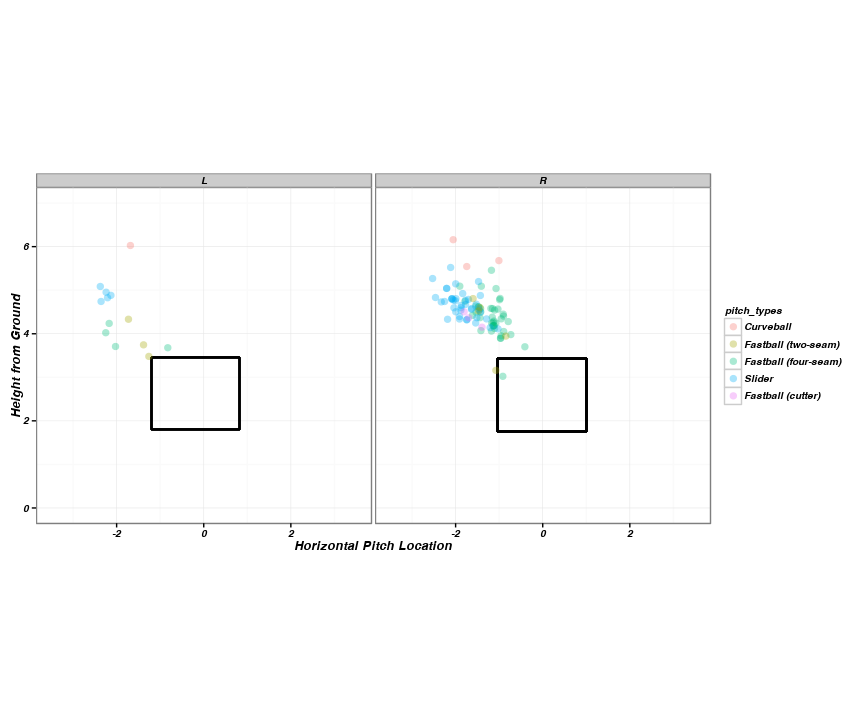 L
R
Height from Ground
6
4
2
0
-2
0
2
-2
0
2
Horizontal Pitch Location
pitch_types
Curveball
Fastball (two-seam)
Fastball (four-seam)
Slider
Fastball (cutter)